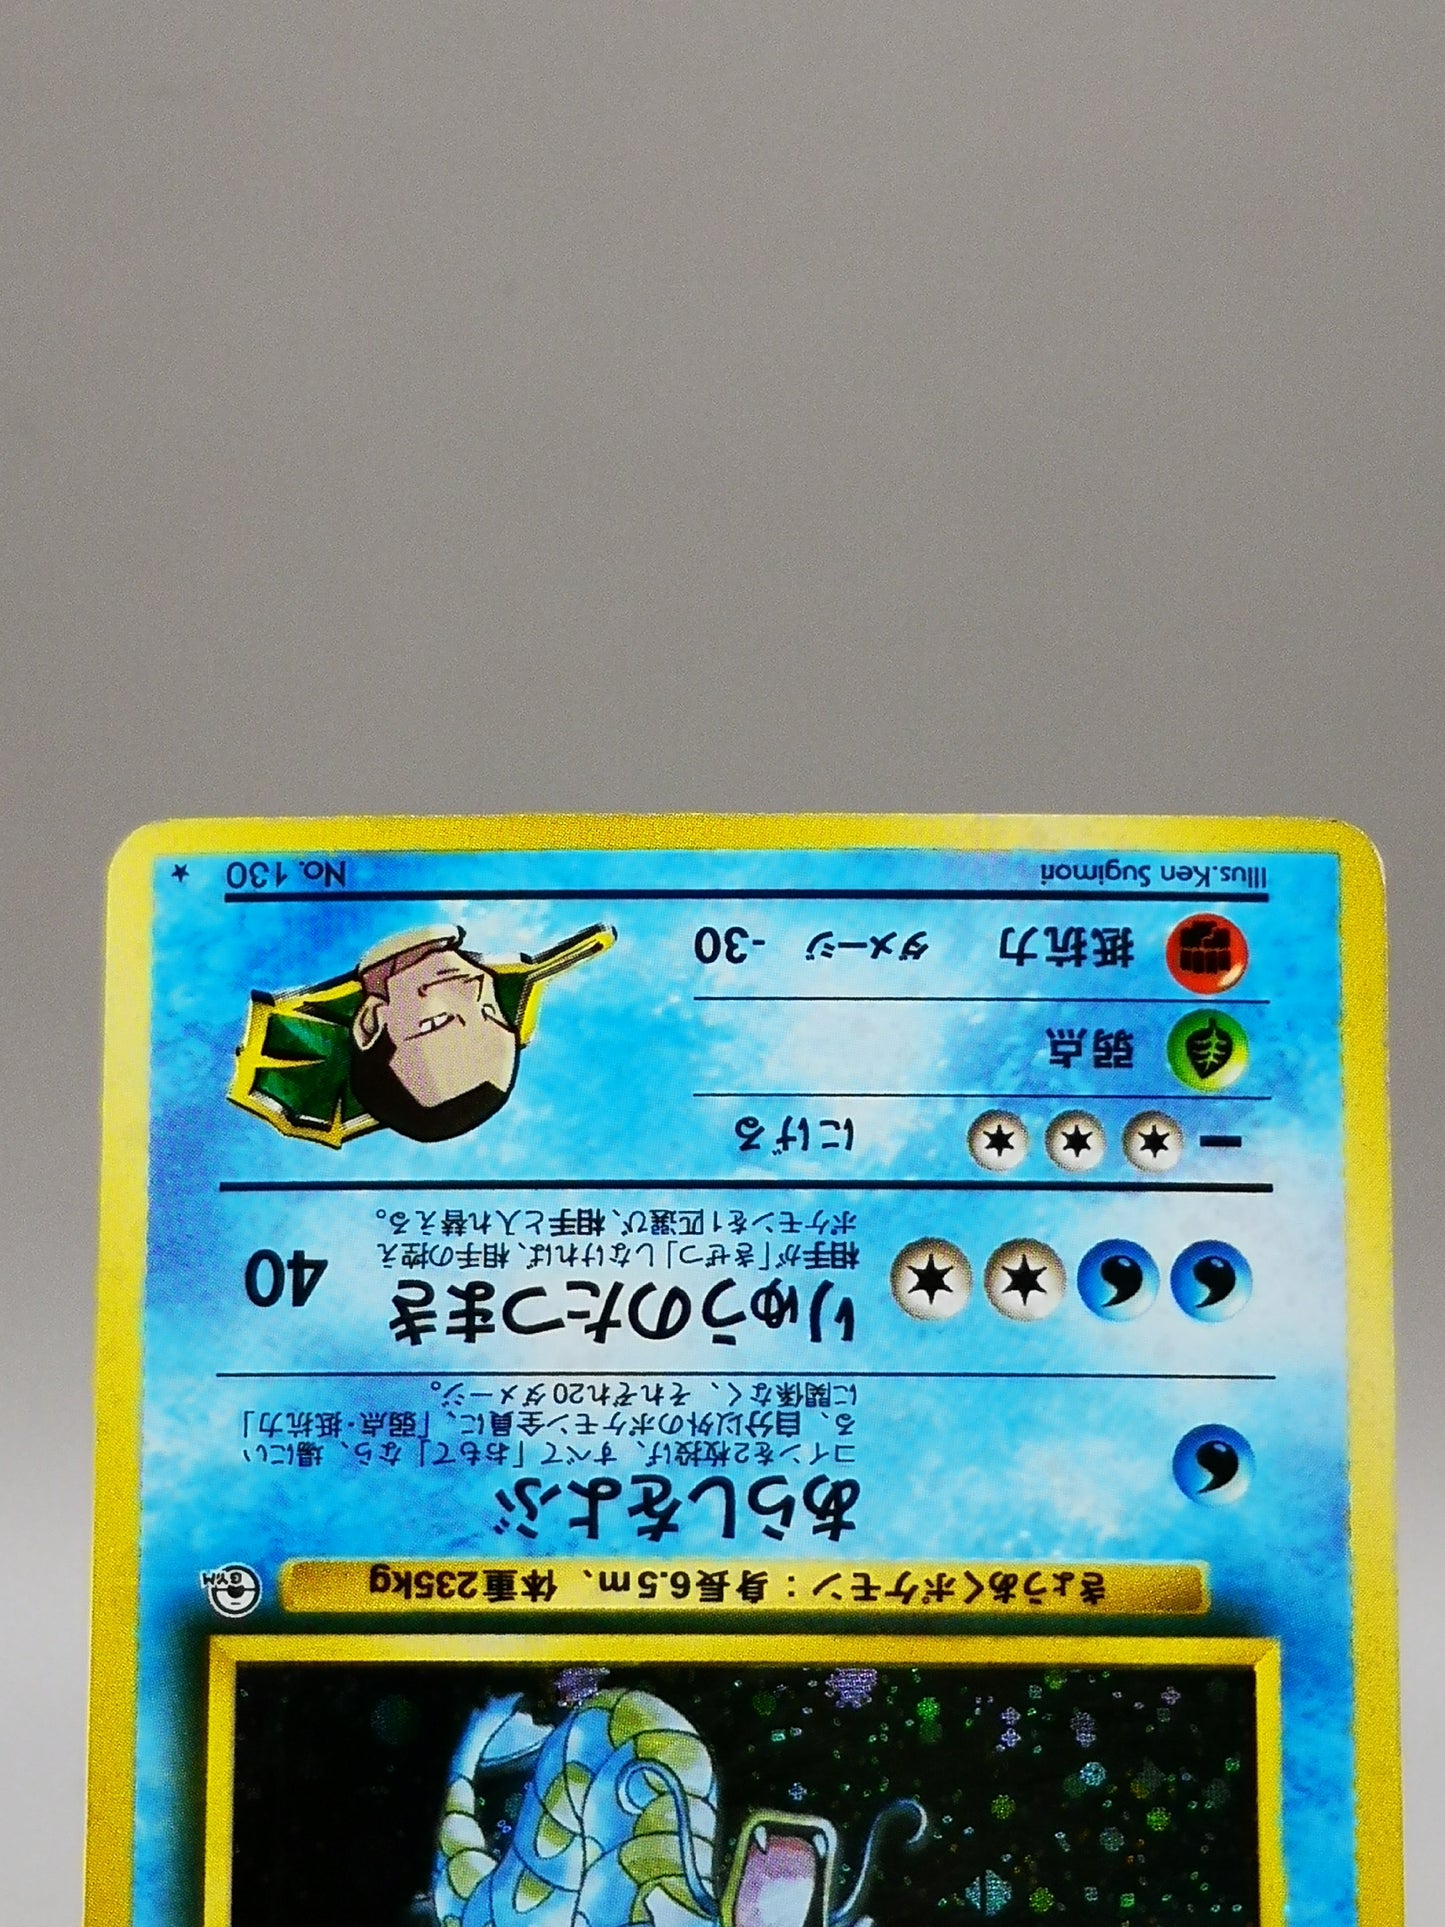 きょうあくポケモン：身長6.5m、体重235kg
GYM
あらしをよぶ
コインを2枚投げ、すべて「おもて」なら、場にい
る、自分以外のポケモン全員に、「弱点・抵抗力」
に関係なく、それぞれ20ダメージ。
りゅうのたつまき 40
相手が「きぜつ」しなければ、相手の控え
ポケモンを1匹選び、相手と入れ替える。
にげる
弱点
抵抗力 ダメージ -30
Illus.Ken Sugimori
No. 130 ★